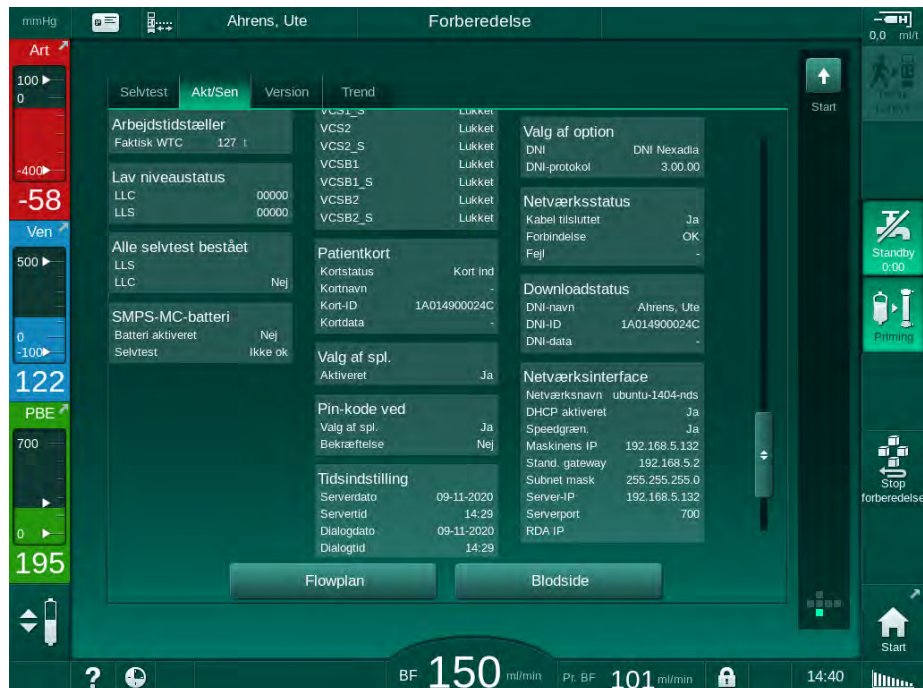 mmHg
Ahrens, Ute
Forberedelse
0,0 ml/t
Art
100
0
-400
-58
Ven
500
0
-100
122
PBE
700
0
195
Selvtest Akt/Sen Version Trend
Arbejdstidstæller
Faktisk WTC 127 t
Lav niveaustatus
LLC 00000
LLS 00000
Alle selvtest bestået
LLS
LLC Nej
SMPS-MC-batteri
Batteri aktiveret Nej
Selvtest Ikke ok
VCS1_S Lukket
VCS2 Lukket
VCS2_S Lukket
VCSB1 Lukket
VCSB1_S Lukket
VCSB2 Lukket
VCSB2_S Lukket
Patientkort
Kortstatus Kort ind
Kortnavn -
Kort-ID 1A014900024C
Kortdata -
Valg af spl.
Aktiveret Ja
Pin-kode ved
Valg af spl. Ja
Bekræftelse Nej
Tidsindstilling
Serverdato 09-11-2020
Servertid 14:29
Dialogdato 09-11-2020
Dialogtid 14:29
Valg af option
DNI DNI Nexadia
DNI-protokol 3.00.00
Netværksstatus
Kabel tilsluttet Ja
Forbindelse OK
Fejl -
Downloadstatus
DNI-navn Ahrens, Ute
DNI-ID 1A014900024C
DNI-data -
Netværksinterface
Netværksnavn ubuntu-1404-nds
DHCP aktiveret Ja
Speedgræn. Ja
Maskinens IP 192.168.5.132
Stand. gateway 192.168.5.2
Subnet mask 255.255.255.0
Server-IP 192.168.5.132
Serverport 700
RDA IP
Flowplan Blodside
Start
Standby
0:00
Priming
Stop
forberedelse
Start
? BF 150 ml/min Pr. BF 101 ml/min 14:40